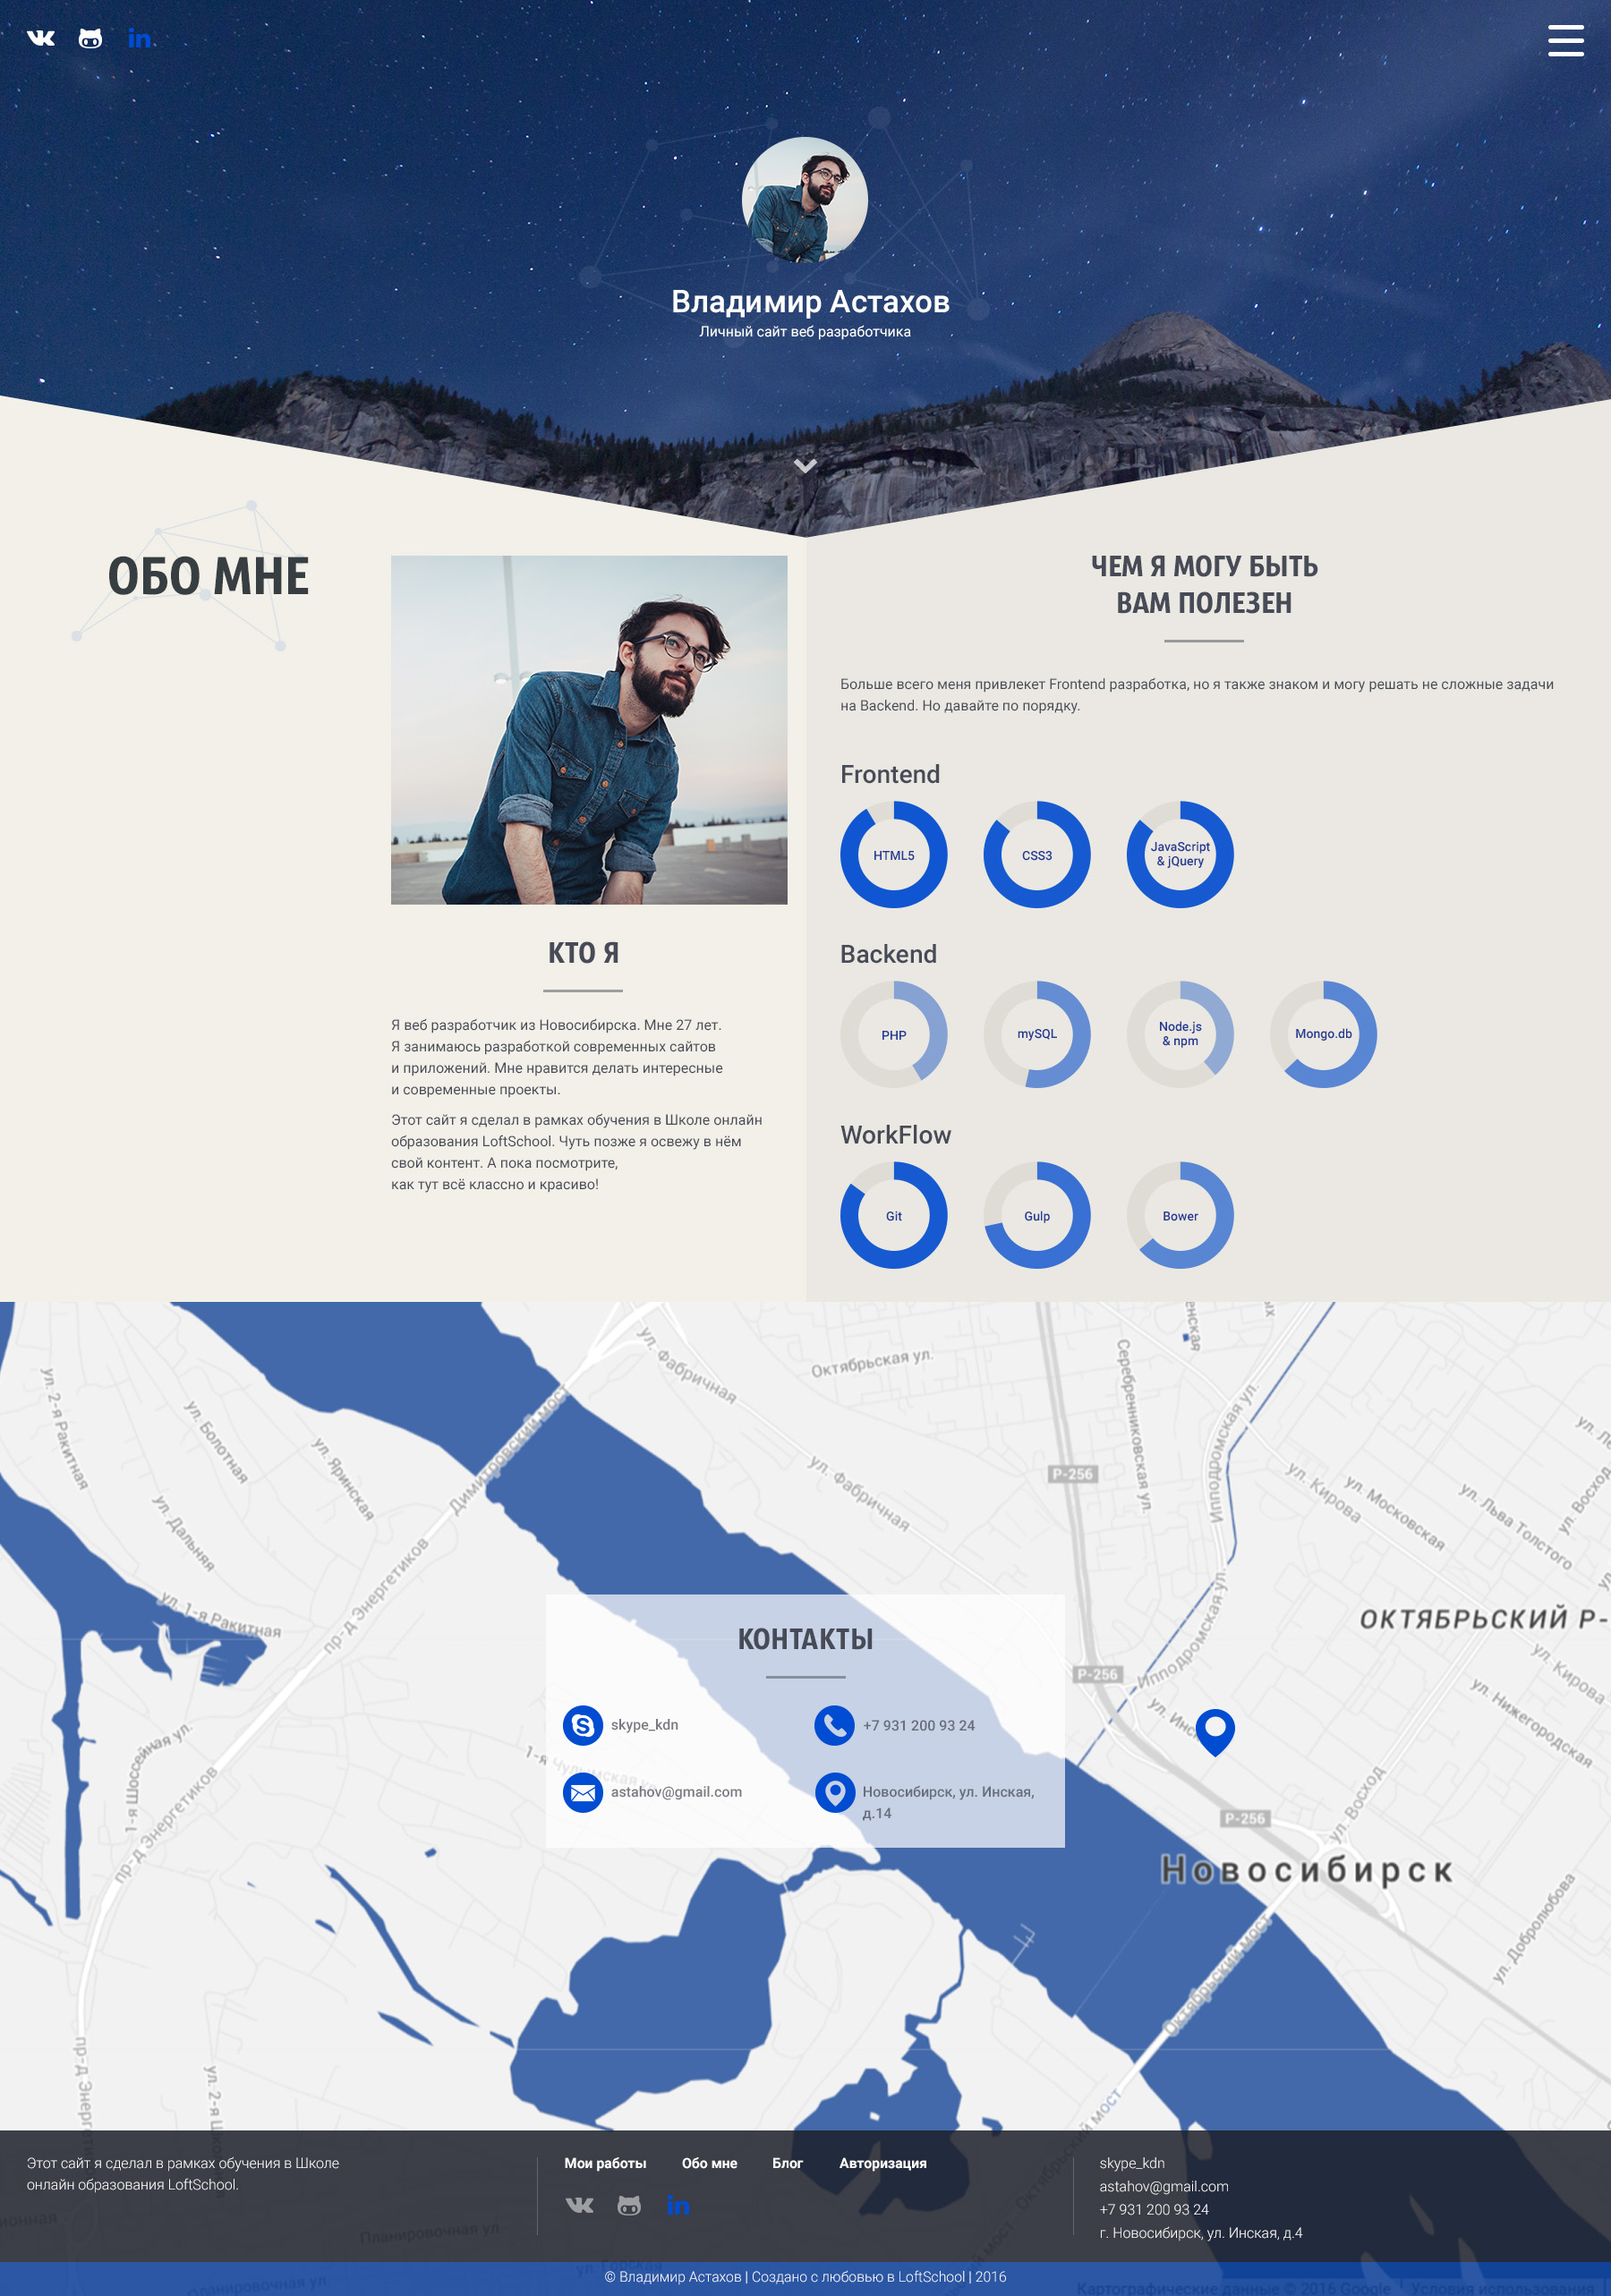 Владимир Астахов
Личный сайт веб разработчика
ОБО МНЕ
КТО Я
Я веб разработчик из Новосибирска. Мне 27 лет.
Я занимаюсь разработкой современных сайтов
и приложений. Мне нравится делать интересные
и современные проекты.
Этот сайт я сделал в рамках обучения в Школе онлайн
образования LoftSchool. Чуть позже я освежу в нём
свой контент. А пока посмотрите,
как тут всё классно и красиво!
ЧЕМ Я МОГУ БЫТЬ
ВАМ ПОЛЕЗЕН
Больше всего меня привлекет Frontend разработка, но я также знаком и могу решать не сложные задачи
на Backend. Но давайте по порядку.
Frontend
HTML5
CSS3
JavaScript
& jQuery
Backend
PHP
mySQL
Node.js
& npm
Mongo.db
WorkFlow
Git
Gulp
Bower
ул. 2-я Ракитная
ул. Болотная
ул. Яринская
ул. Дальняя
ул. 1-я Ракитная
Димитровский мост
пр-д Энергетиков
ул. Фабричная
Октябрьская ул.
ул. Фабричная
Серебренниковская ул.
P-256
Ипподромская ул.
ул. Кирова
ул. Московская
ул. Льва Толстого
ул. Восход
ОКТЯБРЬСКИЙ Р-
Ипподромская ул.
P-256
ул. Кирова
ул. Нижегородская
КОНТАКТЫ
skype_kdn
+7 931 200 93 24
astahov@gmail.com
Новосибирск, ул. Инская,
д.14
1-я Шоссейная ул.
пр-д Энергетиков
P-256
ул. Восход
Новосибирск
ул. Добролюбова
Октябрьский мост
Этот сайт я сделал в рамках обучения в Школе
онлайн образования LoftSchool.
Мои работы
Обо мне
Блог
Авторизация
skype_kdn
astahov@gmail.com
+7 931 200 93 24
г. Новосибирск, ул. Инская, д.4
Планировочная ул.
© Владимир Астахов | Создано с любовью в LoftSchool | 2016
Картографические данные © 2016 Google
Условия использования